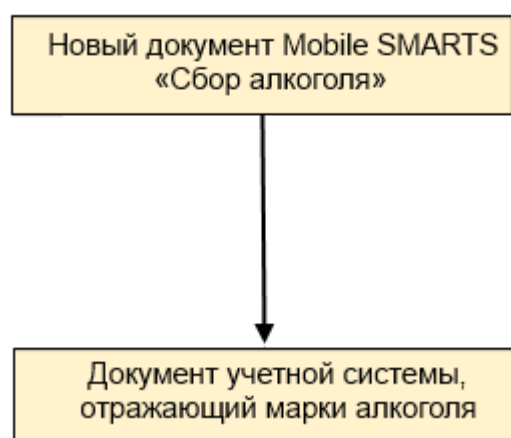 Новый документ Mobile SMARTS
«Сбор алкоголя»
Документ учетной системы,
отражающий марки алкоголя